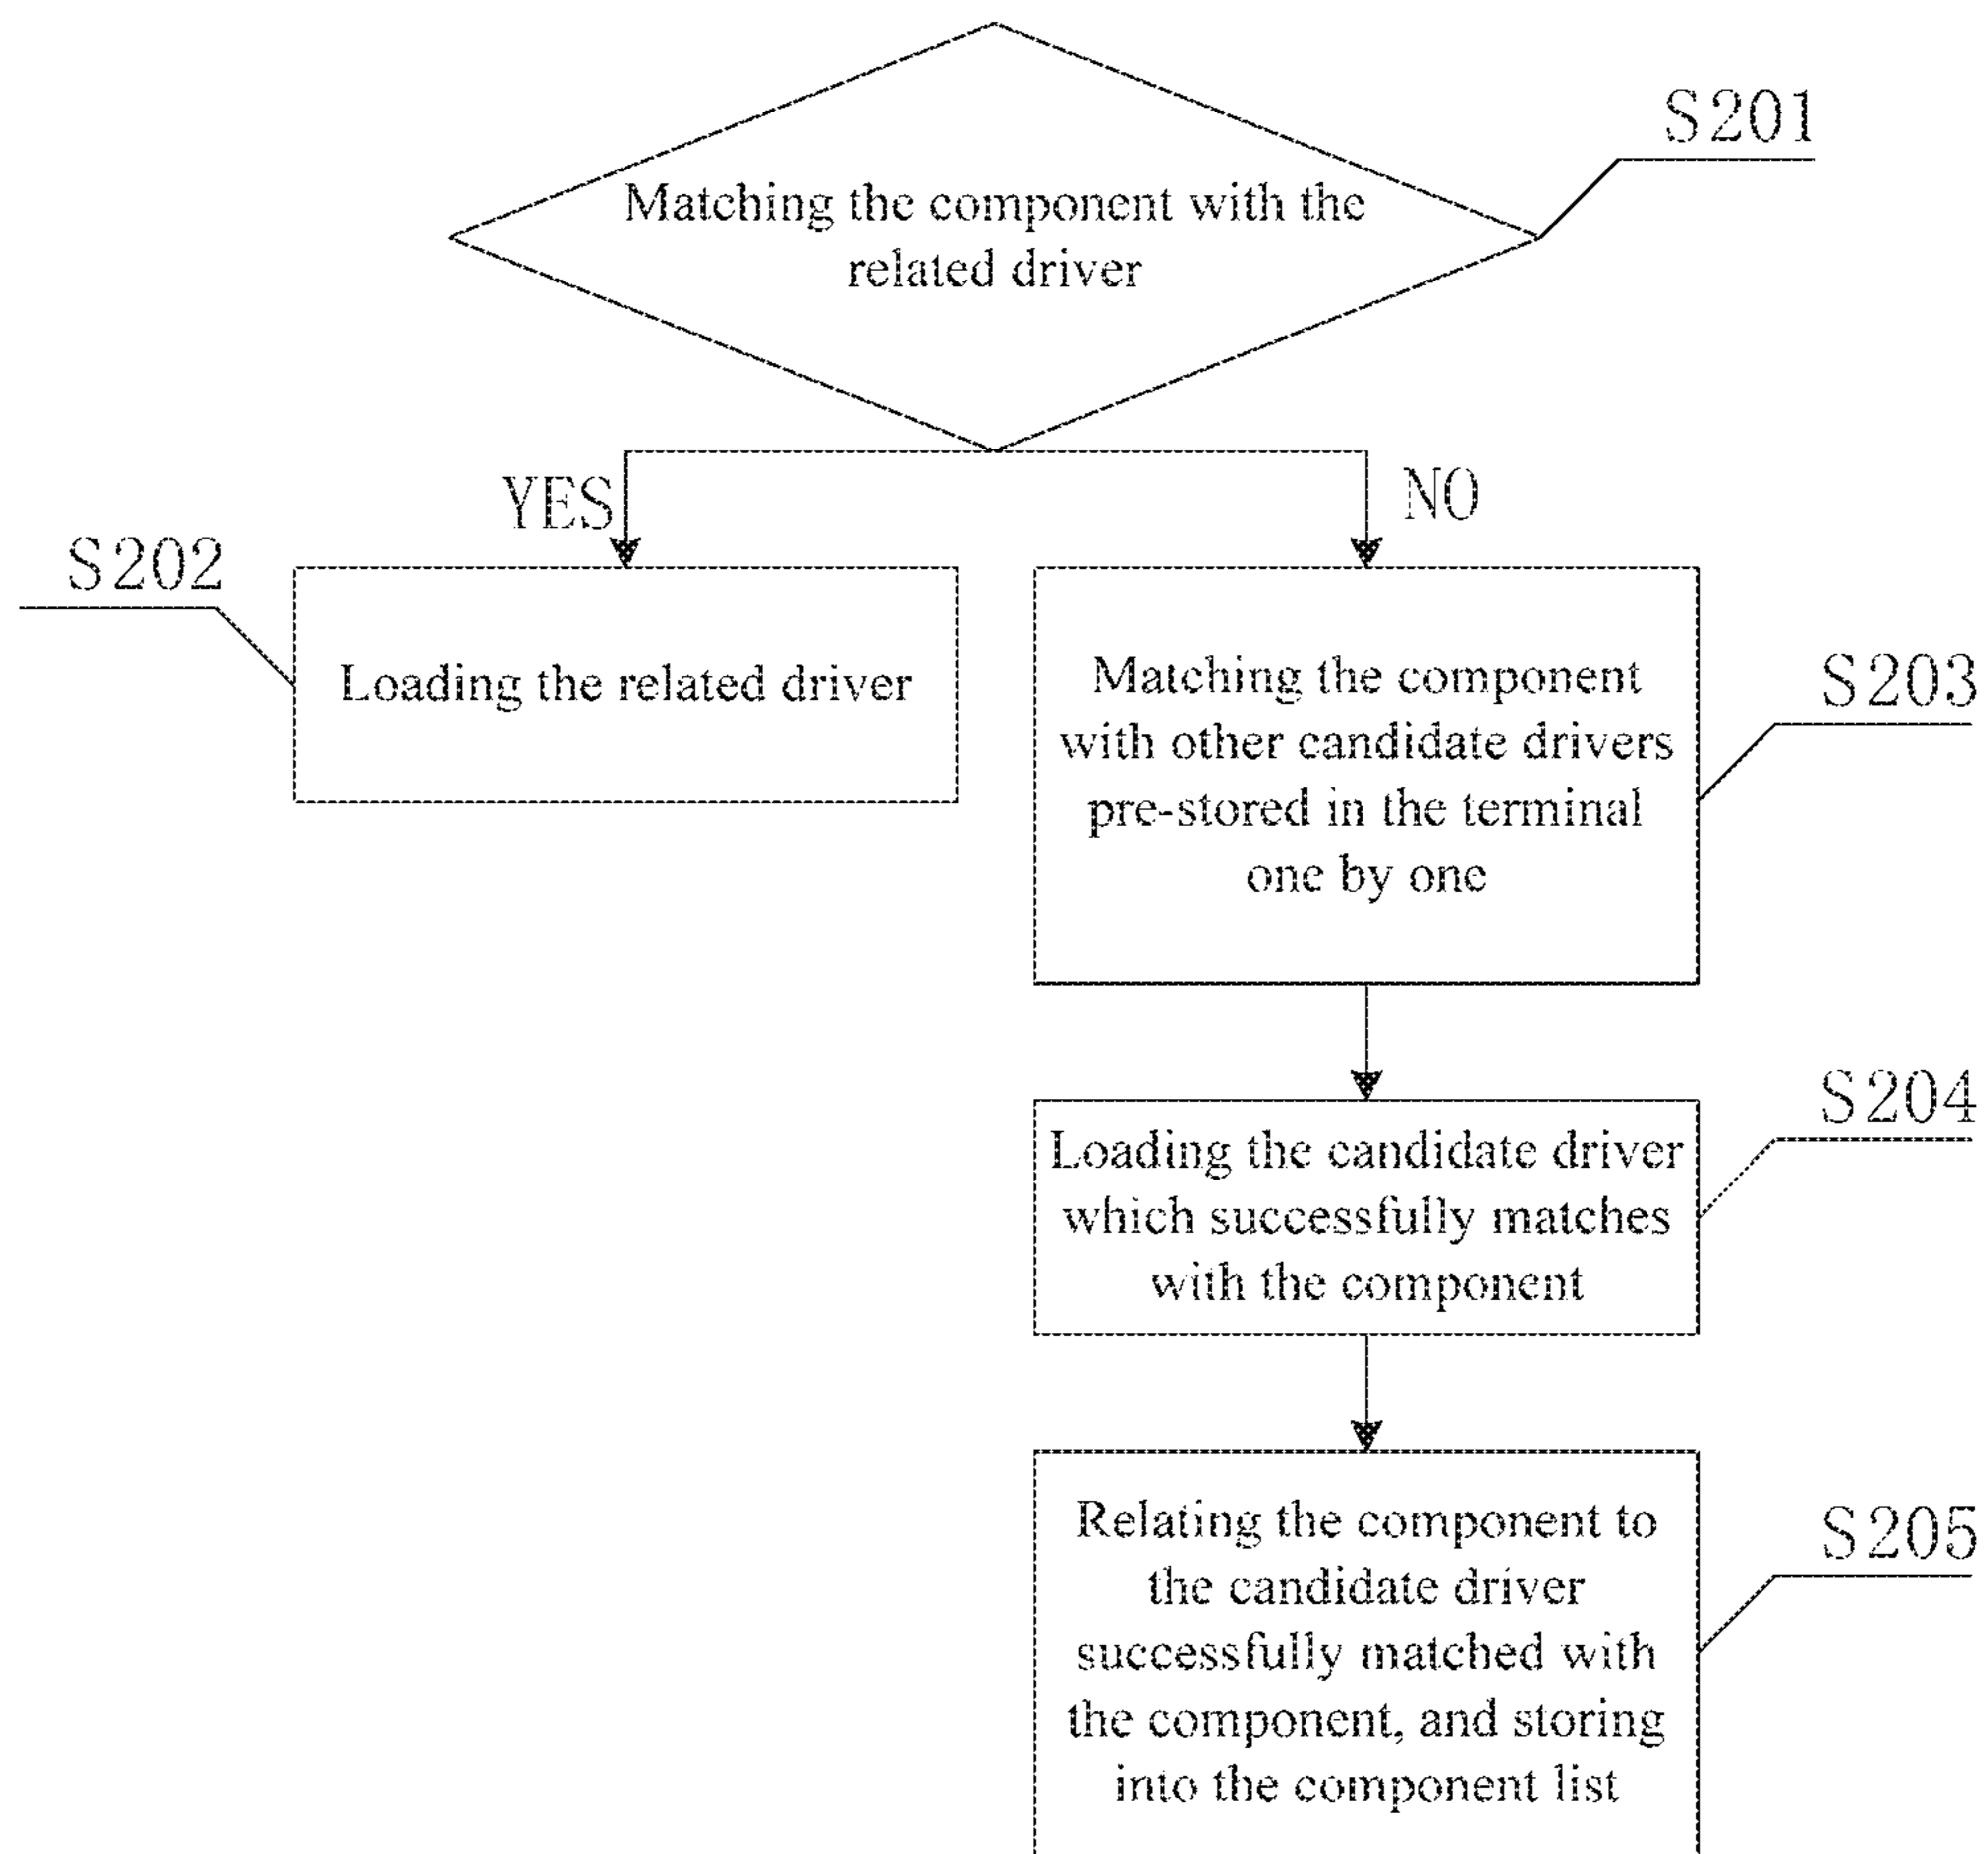 S201
Matching the component with the
related driver
YES
NO
S202
Loading the related driver
S203
Matching the component
with other candidate drivers
pre-stored in the terminal
one by one
S204
Loading the candidate driver
which successfully matches
with the component
S205
Relating the component to
the candidate driver
successfully matched with
the component, and storing
into the component list